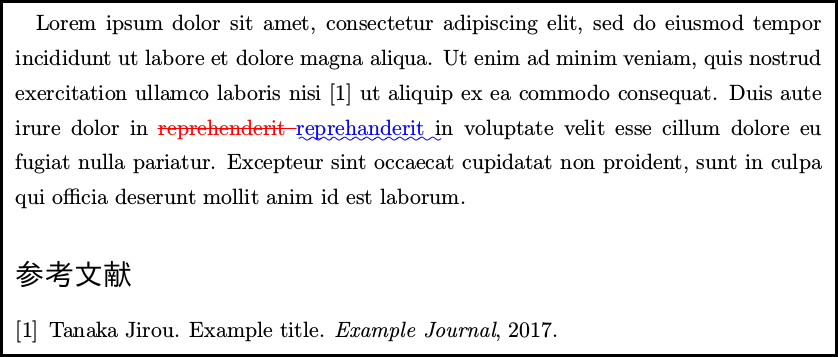 Lorem ipsum dolor sit amet, consectetur adipiscing elit, sed do eiusmod tempor
incididunt ut labore et dolore magna aliqua. Ut enim ad minim veniam, quis nostrud
exercitation ullamco laboris nisi [1] ut aliquip ex ea commodo consequat. Duis aute
irure dolor in reprehenderit reprehanderit in voluptate velit esse cillum dolore eu
fugiat nulla pariatur. Excepteur sint occaecat cupidatat non proident, sunt in culpa
qui officia deserunt mollit anim id est laborum.
参考文献
[1] Tanaka Jirou. Example title. Example Journal, 2017.